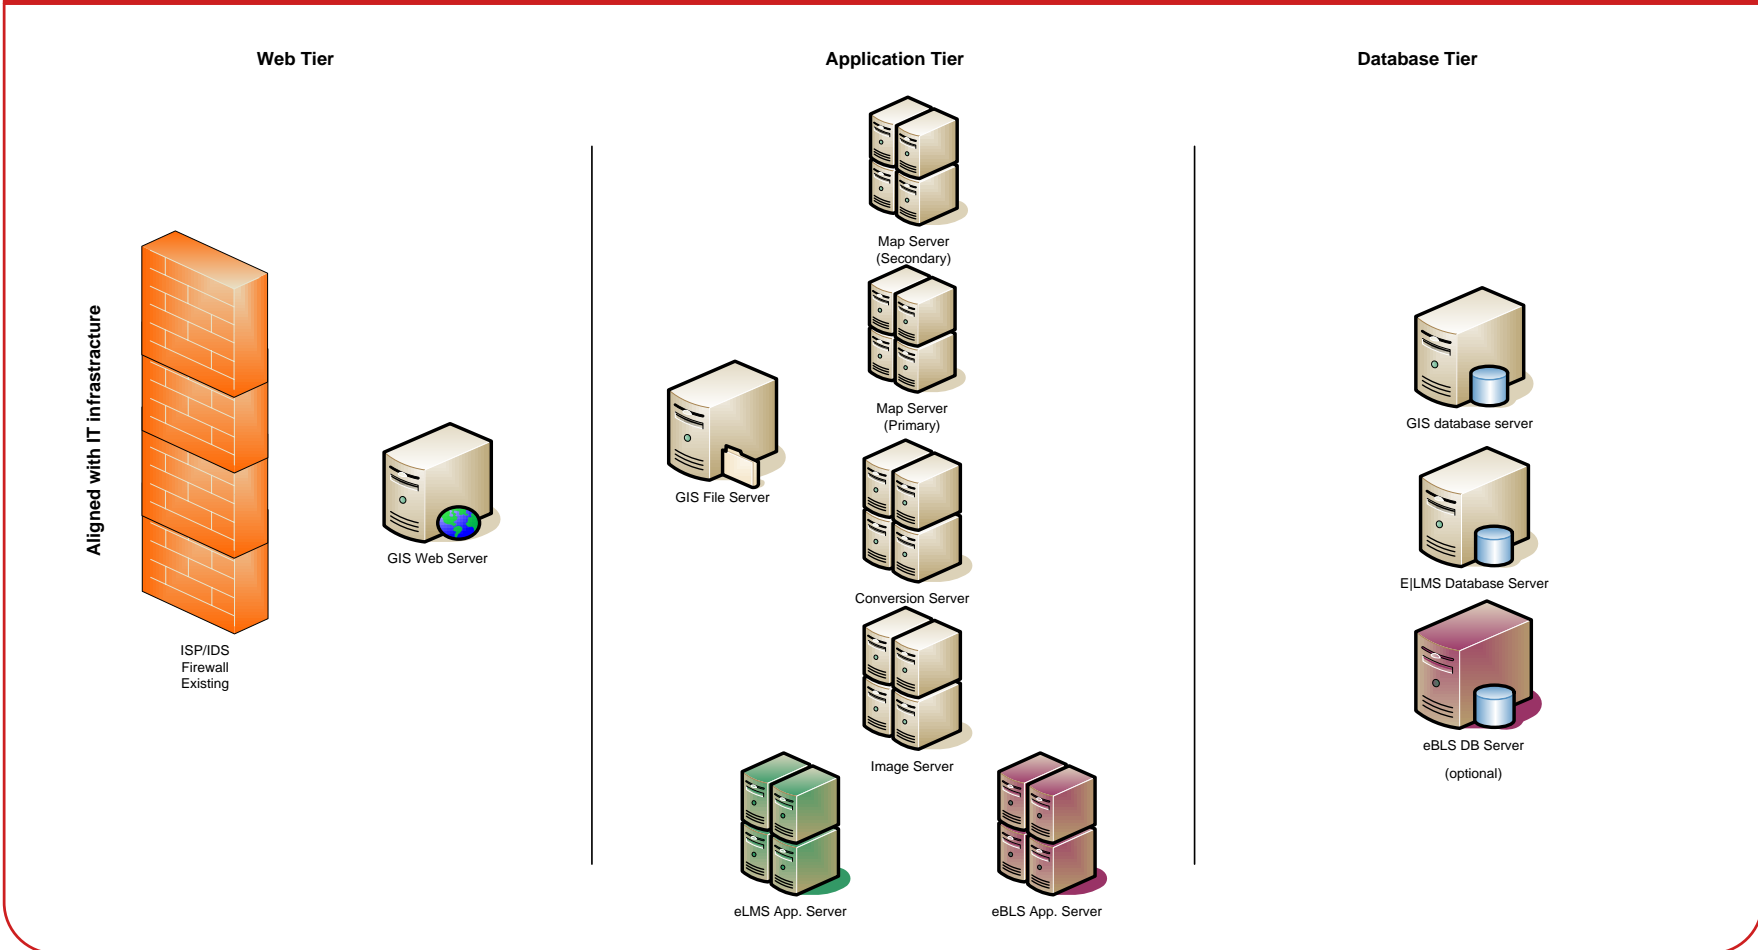 Web Tier
Application Tier
Database Tier
Aligned with IT infrastracture
ISP/IDS
Firewall
Existing
GIS Web Server
Map Server
(Secondary)
Map Server
(Primary)
GIS File Server
Conversion Server
Image Server
eLMS App. Server
eBLS App. Server
GIS database server
E|LMS Database Server
eBLS DB Server
(optional)